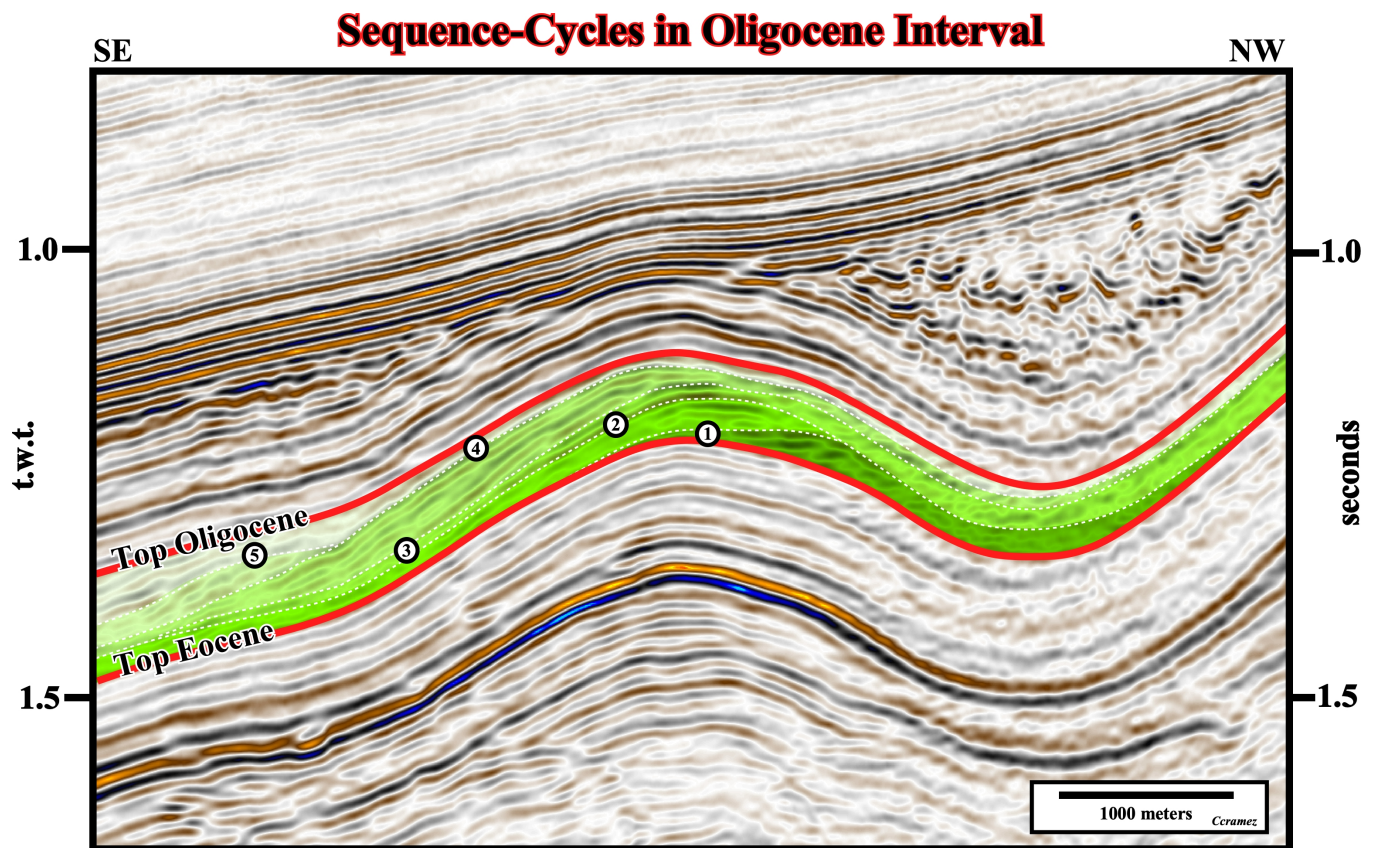 Sequence-Cycles in Oligocene Interval
SE
NW
1.0
1.0
4
2
1
t.w.t.
seconds
Top Oligocene
5
3
Top Eocene
1.5
1.5
1000 meters
Ccramez